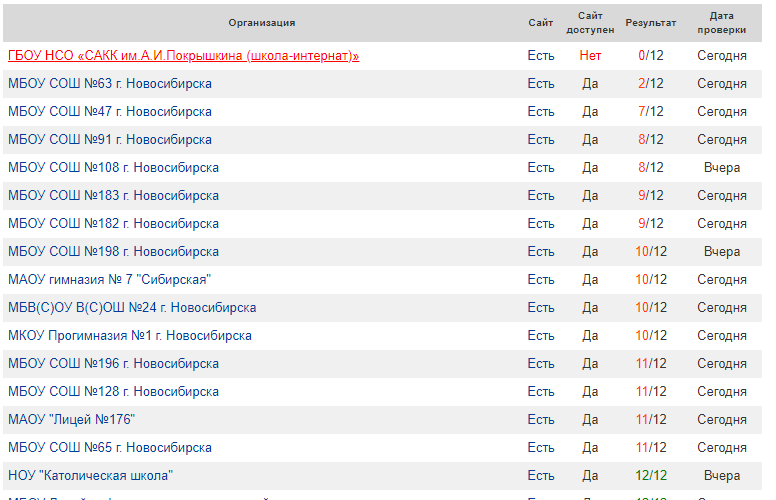 Организация Сайт Сайт доступен Результат Дата проверки
ГБОУ НСО «САКК им.А.И.Покрышкина (школа-интернат)» Есть Нет 0/12 Сегодня
МБОУ СОШ №63 г. Новосибирска Есть Да 2/12 Сегодня
МБОУ СОШ №47 г. Новосибирска Есть Да 7/12 Сегодня
МБОУ СОШ №91 г. Новосибирска Есть Да 8/12 Сегодня
МБОУ СОШ №108 г. Новосибирска Есть Да 8/12 Вчера
МБОУ СОШ №183 г. Новосибирска Есть Да 9/12 Сегодня
МБОУ СОШ №182 г. Новосибирска Есть Да 9/12 Сегодня
МБОУ СОШ №198 г. Новосибирска Есть Да 10/12 Вчера
МАОУ гимназия № 7 "Сибирская" Есть Да 10/12 Сегодня
МБВ(С)ОУ В(С)ОШ №24 г. Новосибирска Есть Да 10/12 Сегодня
МКОУ Прогимназия №1 г. Новосибирска Есть Да 10/12 Сегодня
МБОУ СОШ №196 г. Новосибирска Есть Да 11/12 Сегодня
МБОУ СОШ №128 г. Новосибирска Есть Да 11/12 Сегодня
МАОУ "Лицей №176" Есть Да 11/12 Сегодня
МБОУ СОШ №65 г. Новосибирска Есть Да 11/12 Сегодня
НОУ "Католическая школа" Есть Да 12/12 Вчера